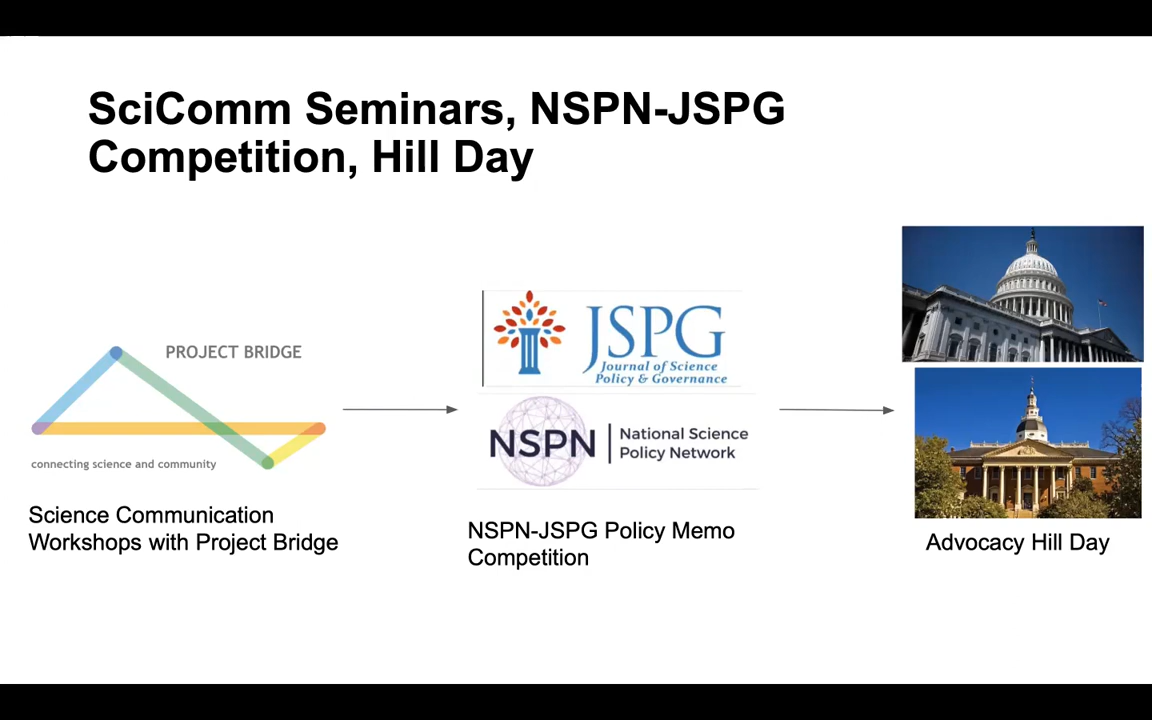 SciComm Seminars, NSPN-JSPG
Competition, Hill Day
PROJECT BRIDGE
connecting science and community
Science Communication
Workshops with Project Bridge
JSPG
Journal of Science
Policy & Governance
NSPN
National Science
Policy Network
NSPN-JSPG Policy Memo
Competition
Advocacy Hill Day